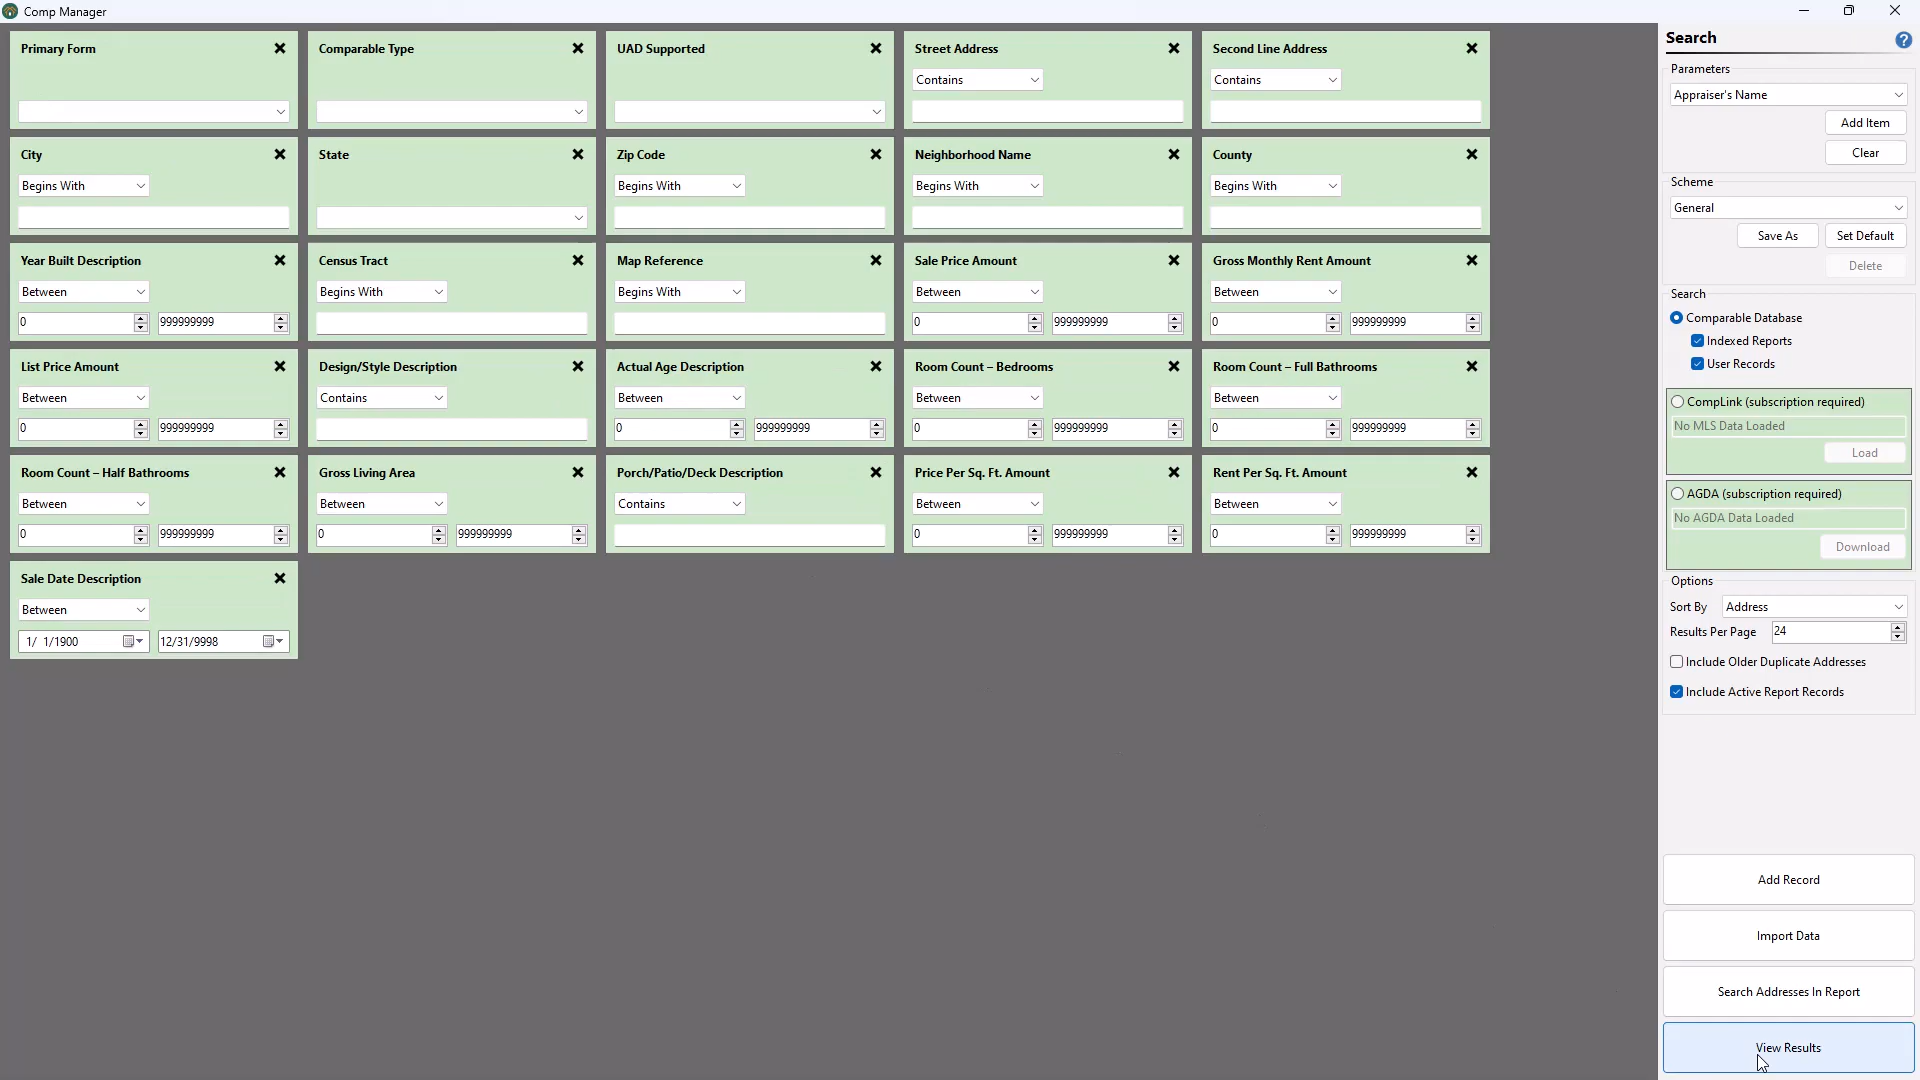 Comp Manager
Primary Form
Comparable Type
UAD Supported
Street Address
Contains
Second Line Address
Contains
City
Begins With
State
Zip Code
Begins With
Neighborhood Name
Begins With
County
Begins With
Year Built Description
Between
0 999999999
Census Tract
Begins With
Map Reference
Begins With
Sale Price Amount
Between
0 999999999
Gross Monthly Rent Amount
Between
0 999999999
List Price Amount
Between
0 999999999
Design/Style Description
Contains
Actual Age Description
Between
0 999999999
Room Count – Bedrooms
Between
0 999999999
Room Count – Full Bathrooms
Between
0 999999999
Room Count – Half Bathrooms
Between
0 999999999
Gross Living Area
Between
0 999999999
Porch/Patio/Deck Description
Contains
Price Per Sq. Ft. Amount
Between
0 999999999
Rent Per Sq. Ft. Amount
Between
0 999999999
Sale Date Description
Between
1/ 1/1900 12/31/9998
Search
?
Parameters
Appraiser's Name
Add Item
Clear
Scheme
General
Save As Set Default
Delete
Search
Comparable Database
Indexed Reports
User Records
CompLink (subscription required)
No MLS Data Loaded
Load
AGDA (subscription required)
No AGDA Data Loaded
Download
Options
Sort By Address
Results Per Page 24
Include Older Duplicate Addresses
Include Active Report Records
Add Record
Import Data
Search Addresses In Report
View Results